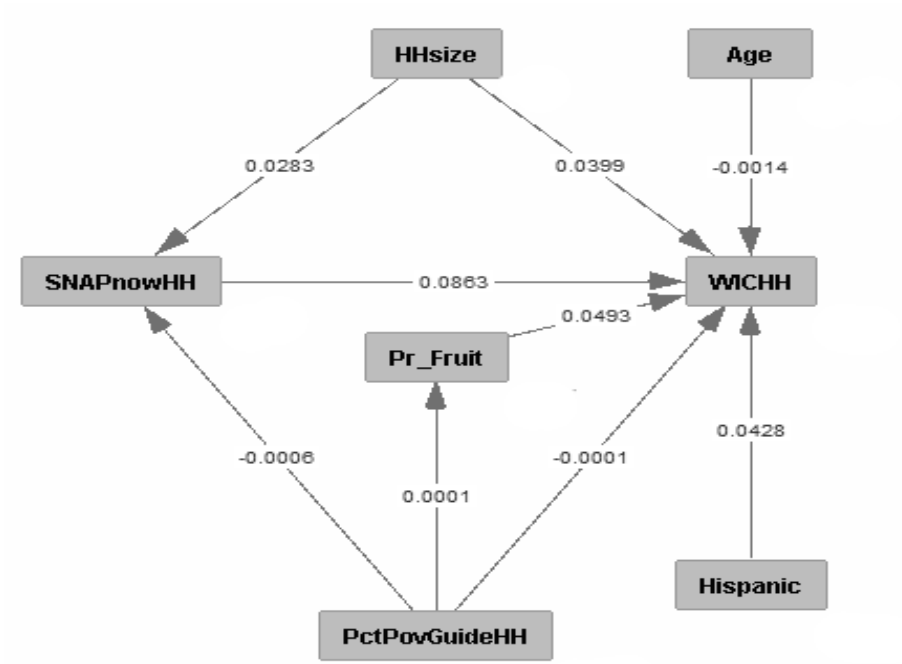 HHsize
Age
0.0283
0.0399
-0.0014
SNAPnowHH
0.0863
WICHH
0.0493
Pr_Fruit
0.0428
-0.0006
-0.0001
0.0001
Hispanic
PctPovGuideHH